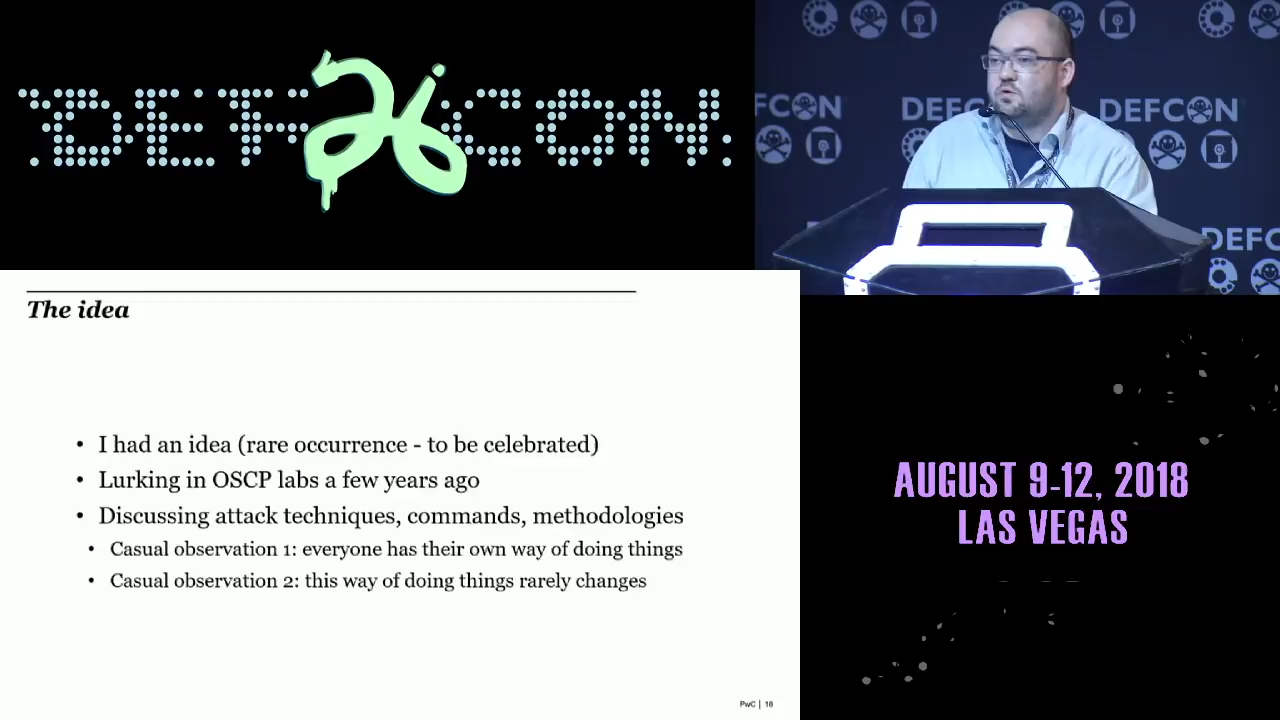 DEF 26 CON
DEFCON
DEFCON
DEFCON
The idea
• I had an idea (rare occurrence - to be celebrated)
• Lurking in OSCP labs a few years ago
• Discussing attack techniques, commands, methodologies
• Casual observation 1: everyone has their own way of doing things
• Casual observation 2: this way of doing things rarely changes
AUGUST 9-12, 2018
LAS VEGAS
PwC | 18